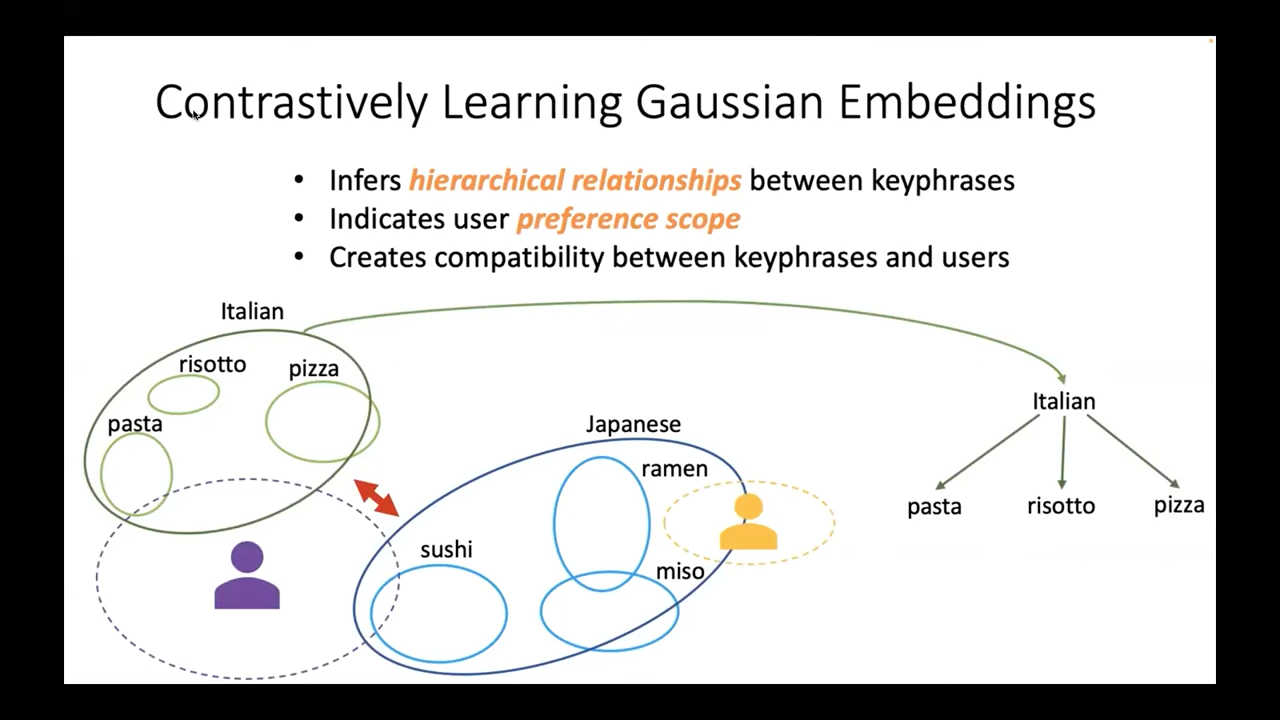 Contrastively Learning Gaussian Embeddings
• Infers hierarchical relationships between keyphrases
• Indicates user preference scope
• Creates compatibility between keyphrases and users
Italian
risotto
pizza
pasta
Japanese
ramen
sushi
miso
Italian
pasta
risotto
pizza